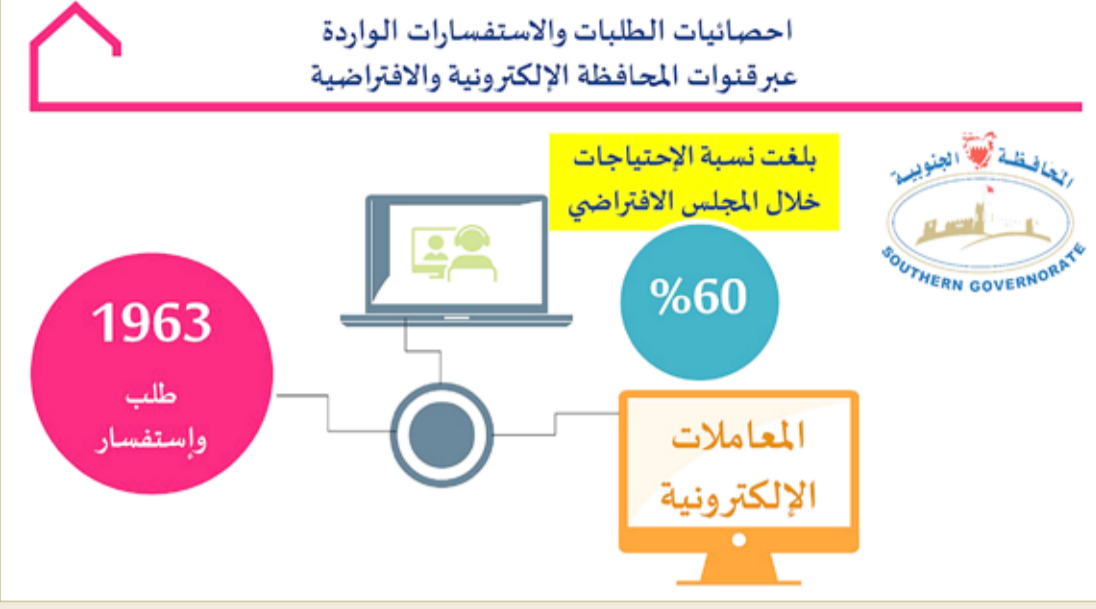 احصائيات الطلبات والاستفسارات الواردة
عبر قنوات المحافظة الإلكترونية والافتراضية
المحافظة الجنوبية
SOUTHERN GOVERNORATE
بلغت نسبة الإحتياجات
خلال المجلس الافتراضي
%60
1963
طلب
وإستفسار
المعاملات
الإلكترونية